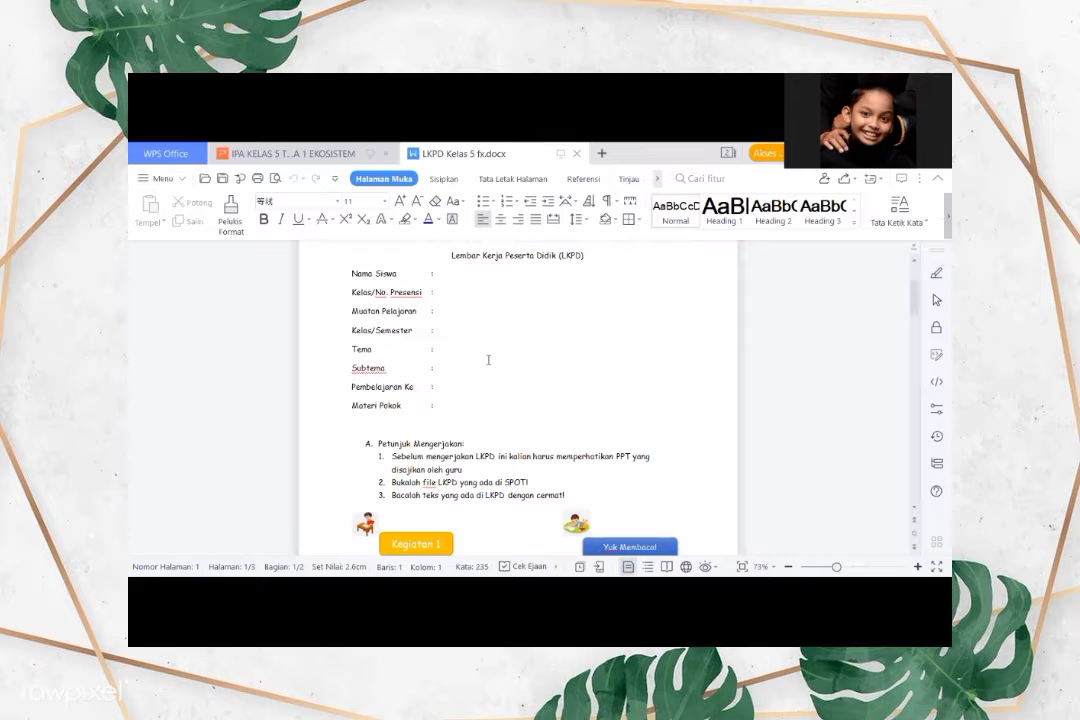 WPS Office
IPA KELAS 5 T...A 1 EKOSISTEM
LKPD Kelas 5 fx.docx
Akses ..
Menu
Halaman Muka
Sisipkan
Tata Letak Halaman
Referensi
Tinjau
Cari fitur
Tempel
Potong
Salin
Pelukis
Format
11
AaBbCcD
Normal
AaBl
Heading 1
AaBbC
Heading 2
AaBbC
Heading 3
Tata Ketik Kata
Lembar Kerja Peserta Didik (LKPD)
Nama Siswa :
Kelas/No. Presensi :
Muatan Pelajaran :
Kelas/Semester :
Tema :
Subtema :
Pembelajaran Ke :
Materi Pokok :
A. Petunjuk Mengerjakan:
1. Sebelum mengerjakan LKPD ini kalian harus memperhatikan PPT yang
disajikan oleh guru
2. Bukalah file LKPD yang ada di SPOT!
3. Bacalah teks yang ada di LKPD dengan cermat!
Kegiatan 1
Yuk Membaca!
Nomor Halaman: 1 Halaman: 1/3 Bagian: 1/2 Set Nilai: 2.6cm Baris: 1 Kolom: 1 Kata: 235 Cek Ejaan 73%
rawpixel